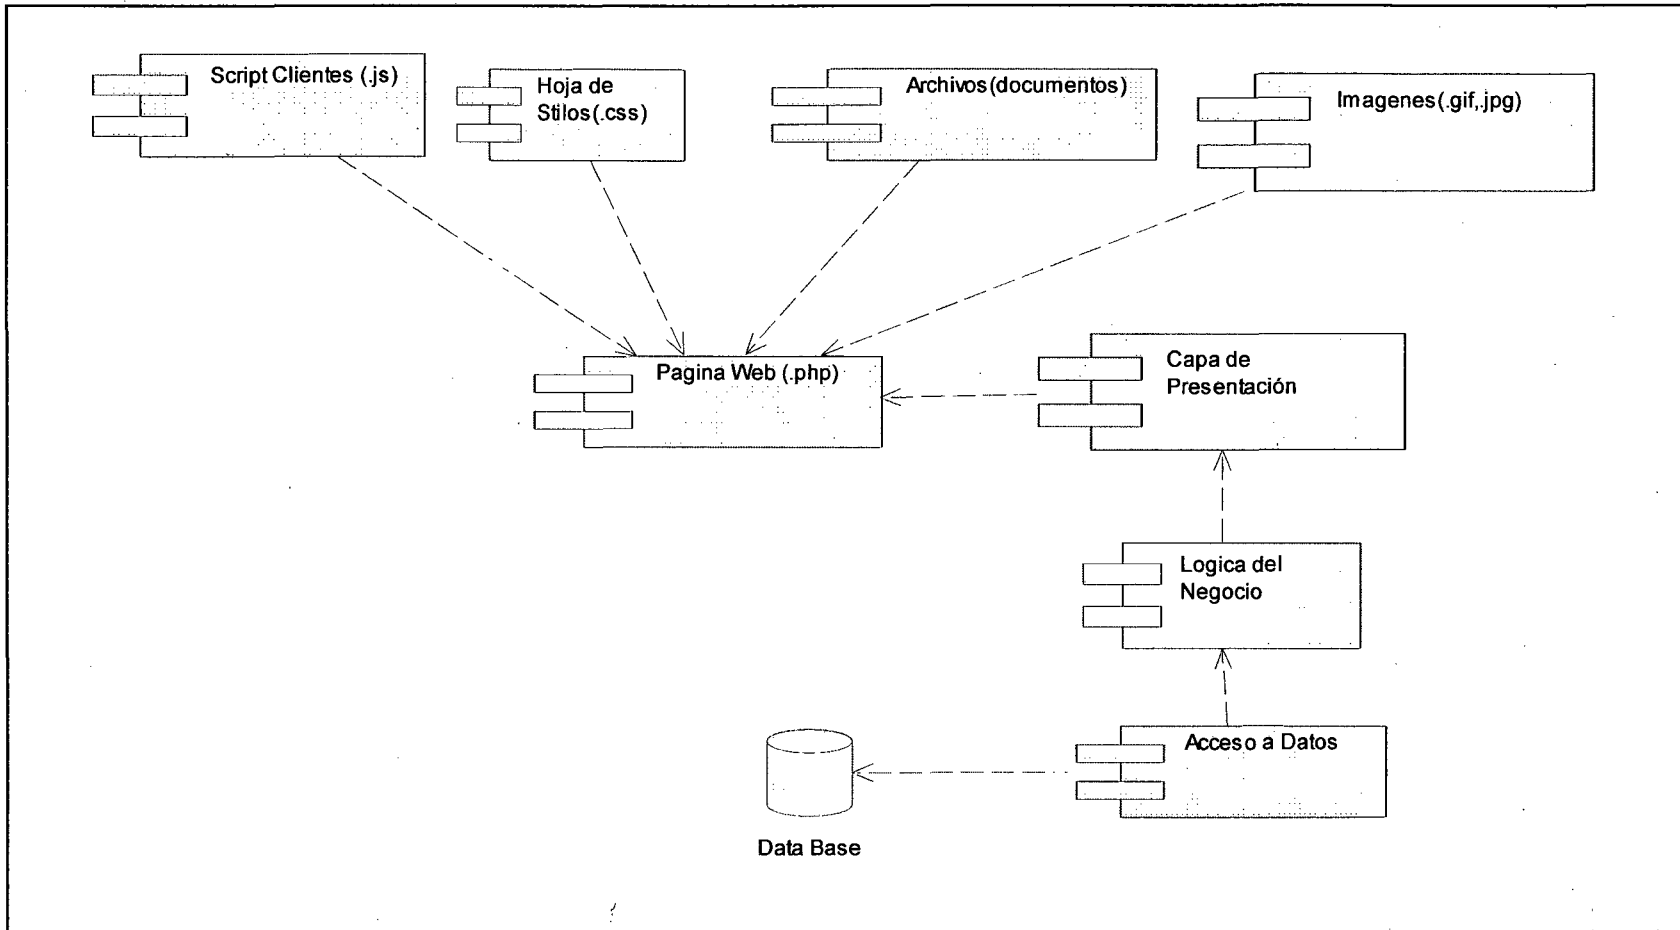 Script Clientes (.js)
Hoja de
Stilos(.css)
Archivos(documentos)
Imagenes(.gif,.jpg)
Pagina Web (.php)
Capa de
Presentación
Logica del
Negocio
Acceso a Datos
Data Base